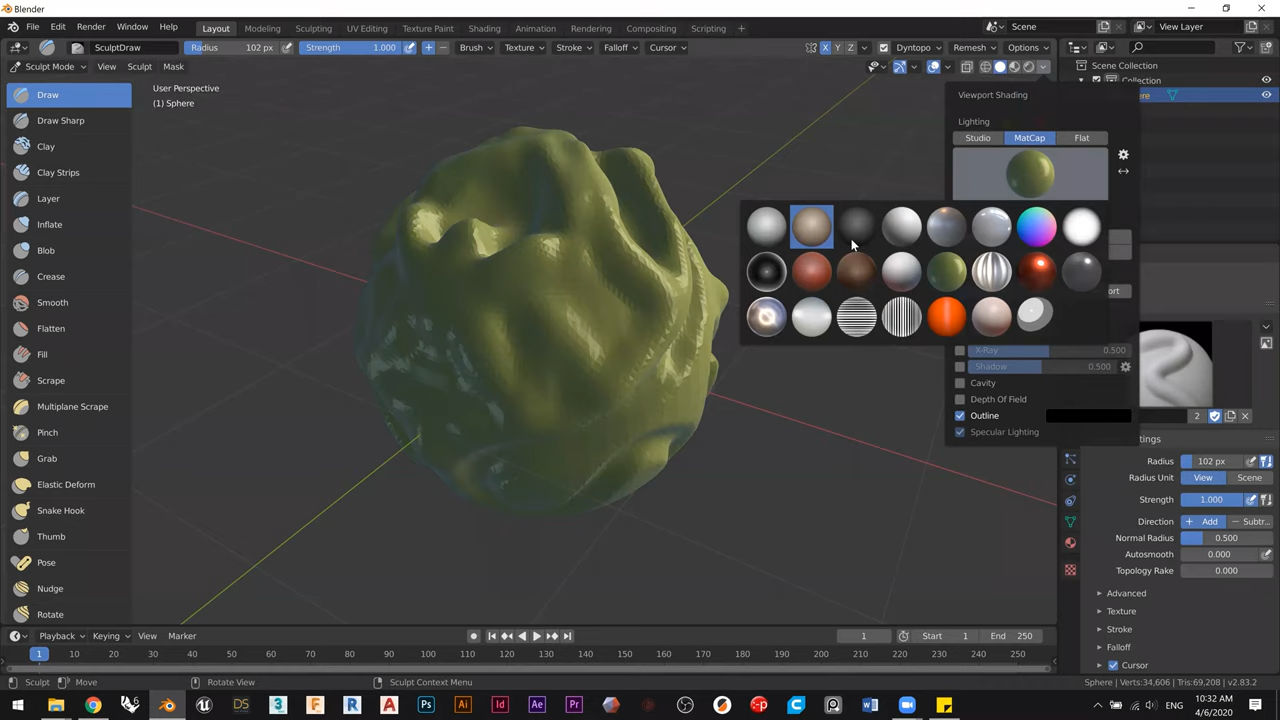 Blender
File Edit Render Window Help Layout Modeling Sculpting UV Editing Texture Paint Shading Animation Rendering Compositing Scripting + Scene View Layer
SculptDraw Radius 102 px Strength 1.000 Brush Texture Stroke Falloff Cursor X Y Z Dyntopo Remesh Options
Sculpt Mode View Sculpt Mask
Scene Collection
Collection
User Perspective
(1) Sphere
Draw
Draw Sharp
Clay
Clay Strips
Layer
Inflate
Blob
Crease
Smooth
Flatten
Fill
Scrape
Multiplane Scrape
Pinch
Grab
Elastic Deform
Snake Hook
Thumb
Pose
Nudge
Rotate
Viewport Shading
Lighting
Studio MatCap Flat
X-Ray 0.500
Shadow 0.500
Cavity
Depth Of Field
Outline
Specular Lighting
2
Radius 102 px
Radius Unit View Scene
Strength 1.000
Direction + Add − Subtr...
Normal Radius 0.500
Autosmooth 0.000
Topology Rake 0.000
Advanced
Texture
Stroke
Falloff
Cursor
Playback Keying View Marker 1 Start 1 End 250
1 10 20 30 40 50 60 70 80 90 100 110 120 130 140 150 160 170 180 190 200 210 220 230 240 250
Sculpt Move Rotate View Sculpt Context Menu Sphere | Verts:34,606 | Tris:69,208 | v2.83.2
DS 3 F R A Ps Ai Id Ae Pr ENG 10:32 AM
4/6/2020